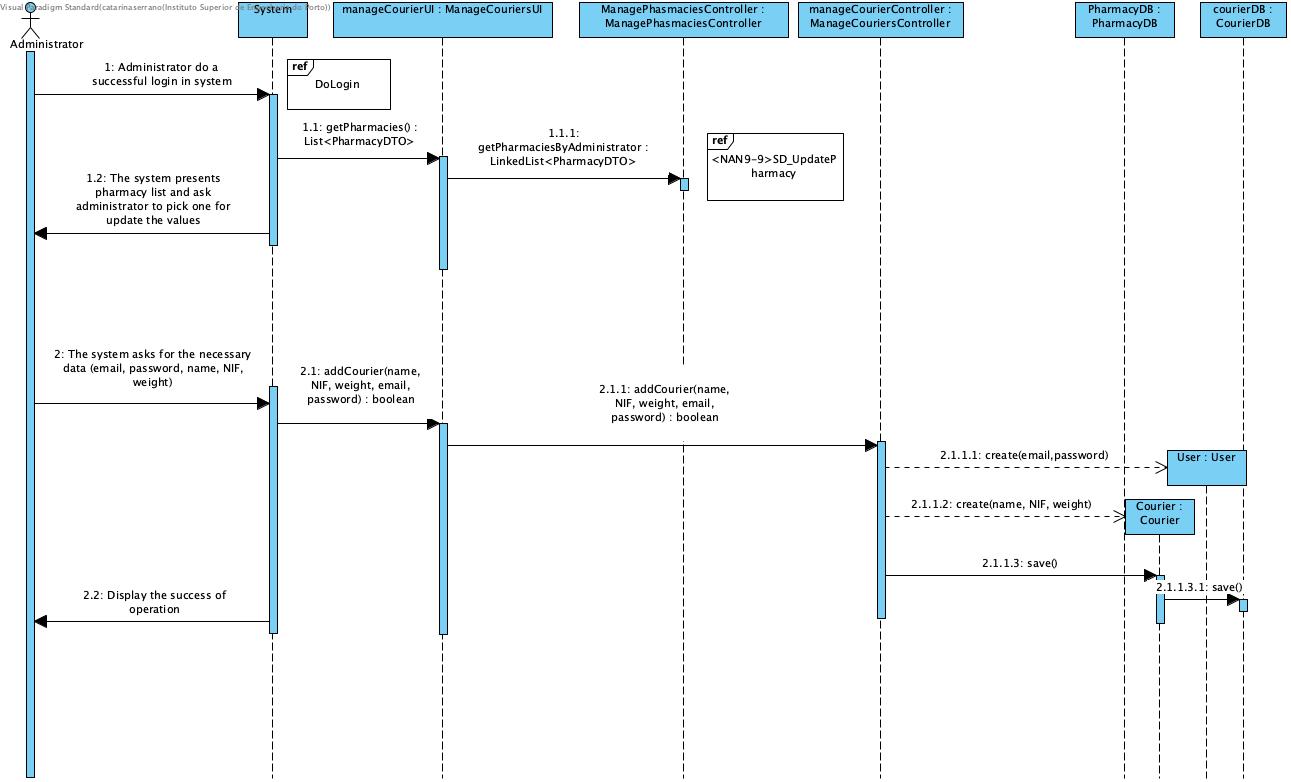 Visual Paradigm Standard(catarinaserrano(Instituto Superior de Engenharia do Porto))
System
manageCourierUI : ManageCouriersUI
ManagePhasmaciesController :
ManagePhasmaciesController
manageCourierController :
ManageCouriersController
PharmacyDB :
PharmacyDB
courierDB :
CourierDB
Administrator
1: Administrator do a
successful login in system
ref
DoLogin
1.1: getPharmacies() :
List<PharmacyDTO>
1.1.1:
getPharmaciesByAdministrator :
LinkedList<PharmacyDTO>
ref
<NAN9-9>SD_UpdateP
harmacy
1.2: The system presents
pharmacy list and ask
administrator to pick one for
update the values
2: The system asks for the necessary
data (email, password, name, NIF,
weight)
2.1: addCourier(name,
NIF, weight, email,
password) : boolean
2.1.1: addCourier(name,
NIF, weight, email,
password) : boolean
2.1.1.1: create(email,password)
User : User
2.1.1.2: create(name, NIF, weight)
Courier :
Courier
2.1.1.3: save()
2.1.1.3.1: save()
2.2: Display the success of
operation